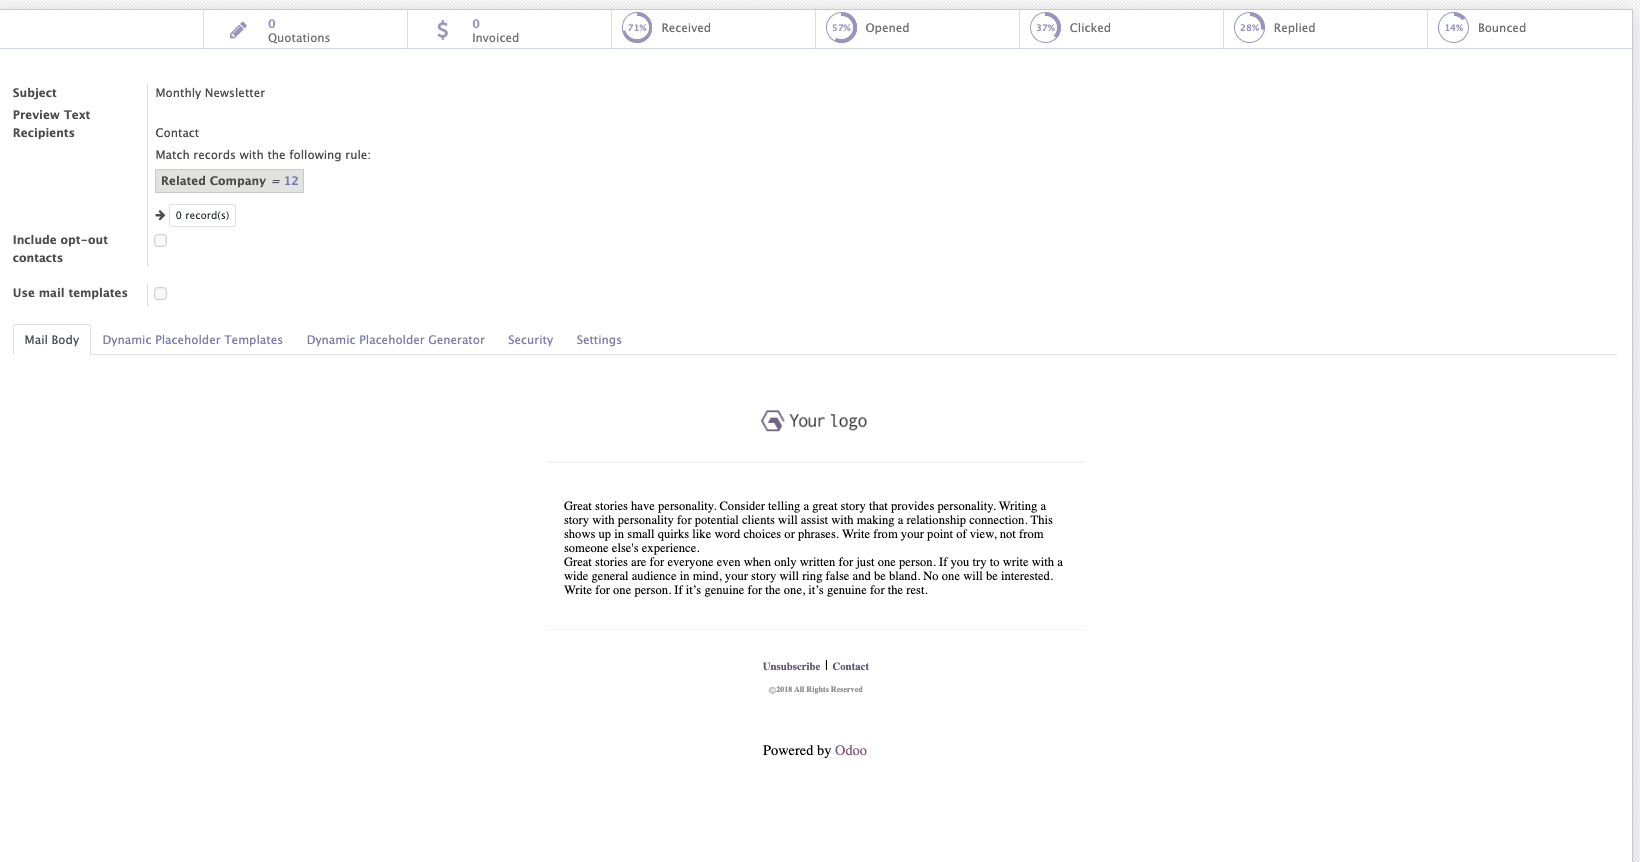 0
Quotations
$
0
Invoiced
71%
Received
57%
Opened
37%
Clicked
28%
Replied
14%
Bounced
Subject
Monthly Newsletter
Preview Text
Recipients
Contact
Match records with the following rule:
Related Company = 12
0 record(s)
Include opt-out
contacts
Use mail templates
Mail Body
Dynamic Placeholder Templates
Dynamic Placeholder Generator
Security
Settings
Your logo
Great stories have personality. Consider telling a great story that provides personality. Writing a
story with personality for potential clients will assist with making a relationship connection. This
shows up in small quirks like word choices or phrases. Write from your point of view, not from
someone else's experience.
Great stories are for everyone even when only written for just one person. If you try to write with a
wide general audience in mind, your story will ring false and be bland. No one will be interested.
Write for one person. If it’s genuine for the one, it’s genuine for the rest.
Unsubscribe | Contact
©2018 All Rights Reserved
Powered by Odoo